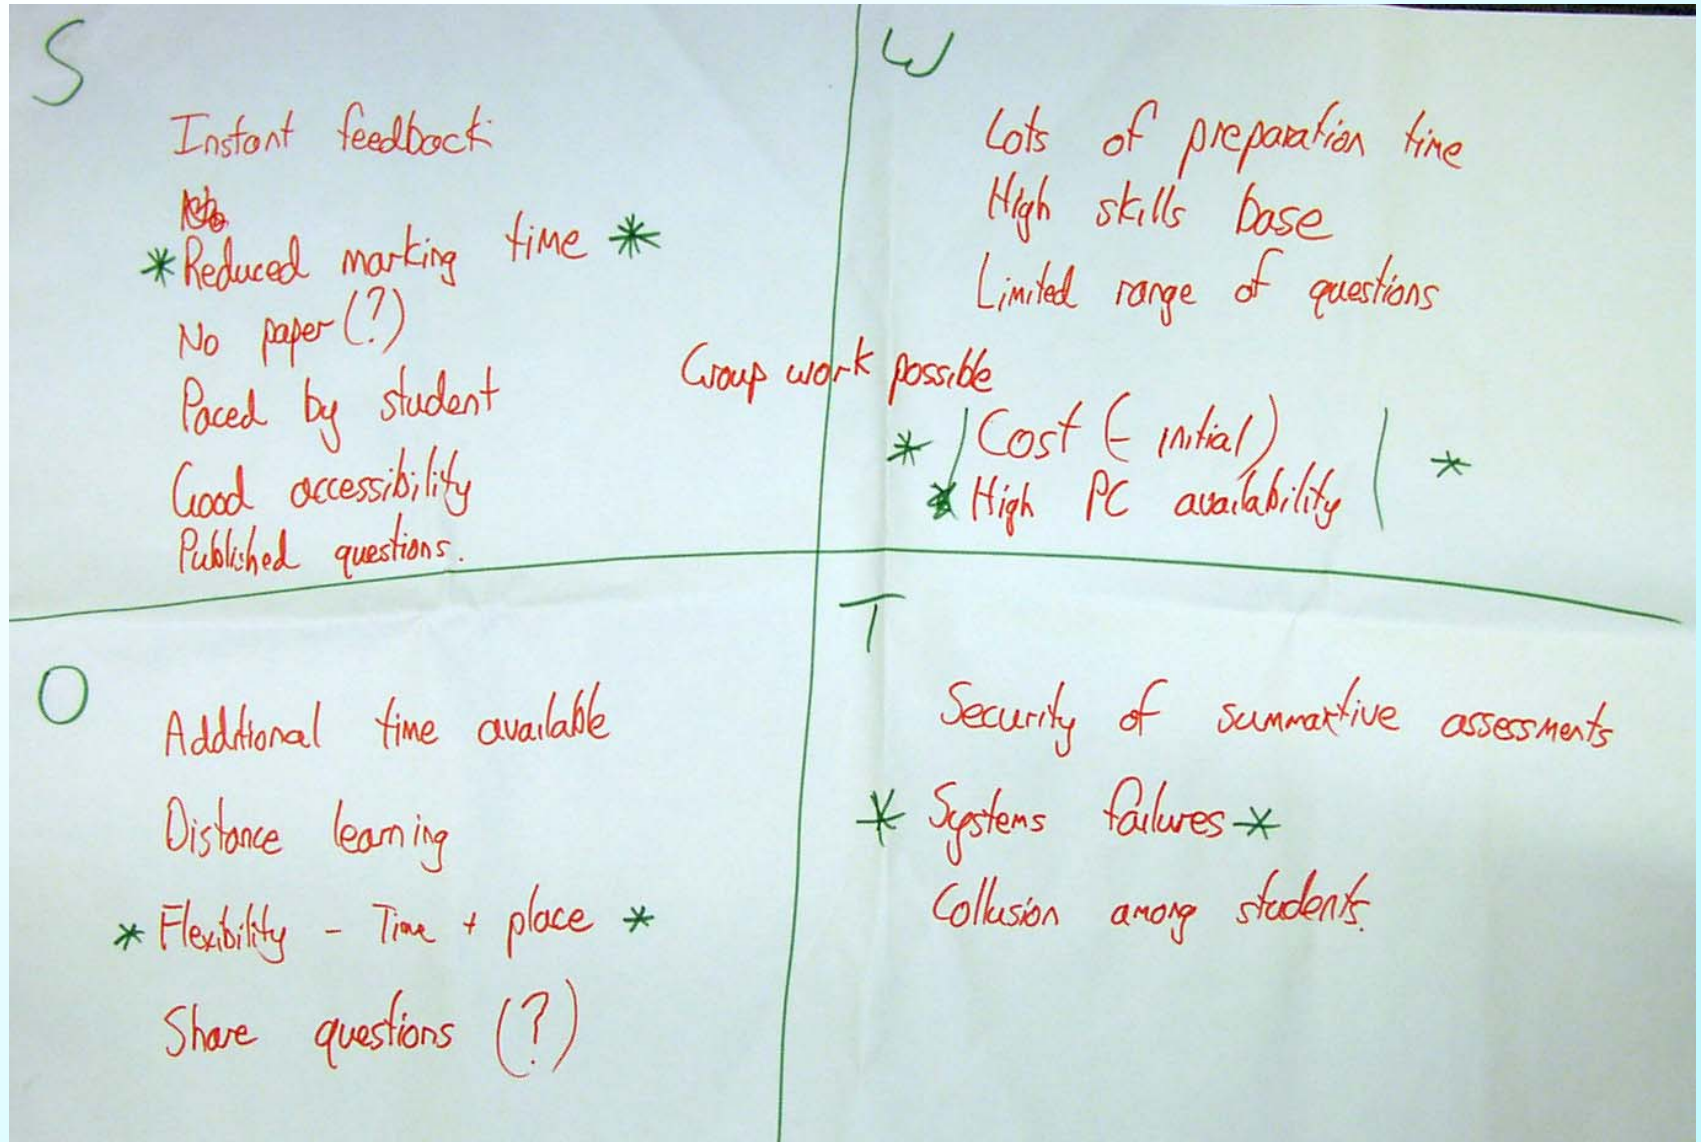 S
Instant feedback
* Reduced marking time *
No paper (?)
Paced by student
Good accessibility
Published questions.
W
Lots of preparation time
High skills base
Limited range of questions
Group work possible
* Cost (- initial) *
* High PC availability
O
Additional time available
Distance learning
* Flexibility - Time + place *
Share questions (?)
T
Security of summative assessments
* Systems failures *
Collusion among students.